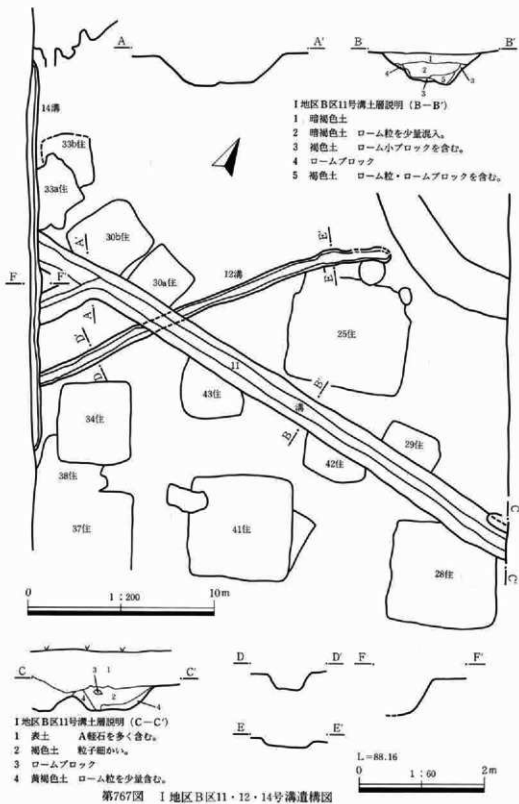 A A′ B B′
1
2
4 3 5 3
I地区B区11号溝土層説明（B－B′）
1 暗褐色土
2 暗褐色土 ローム粒を少量混入。
3 褐色土 ローム小ブロックを含む。
4 ロームブロック
5 褐色土 ローム粒・ロームブロックを含む。
14溝
33b住
33a住
30b住
A′
E′
F F′
30a住
12溝
E
A
D′
25住
D
11
溝
43住
B′
34住
B
29住
42住
38住
C
41住
37住
28住
C′
0 1：200 10m
C C′
3 1
4 2 4
D D′ F F′
E E′
I地区B区11号溝土層説明（C－C′）
1 表土 A軽石を多く含む。
2 褐色土 粒子細かい。
3 ロームブロック
4 黄褐色土 ローム粒を少量含む。
L=88.16
0 1：60 2m
第767図 I地区B区11・12・14号溝遺構図